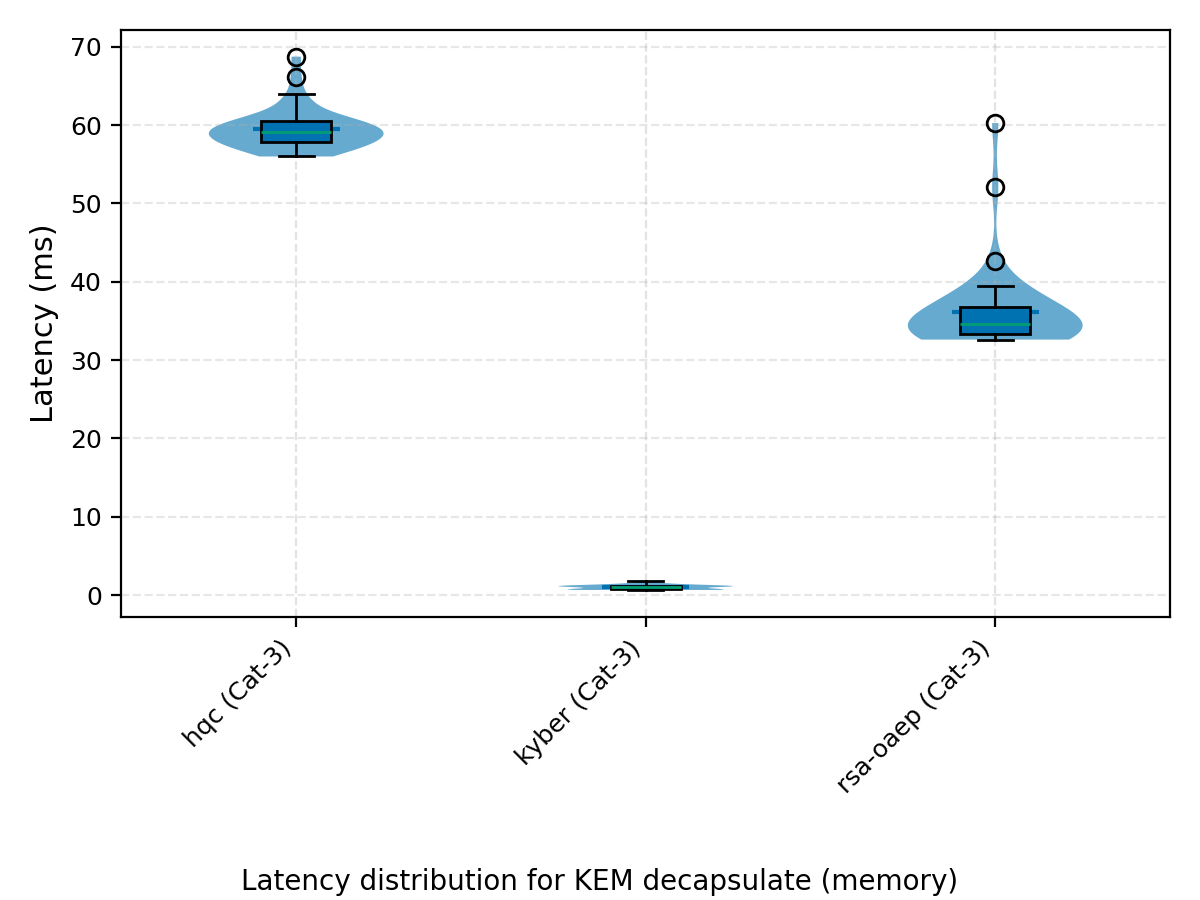 70
60
50
40
30
20
10
0
Latency (ms)
hqc (Cat-3)
kyber (Cat-3)
rsa-oaep (Cat-3)
Latency distribution for KEM decapsulate (memory)